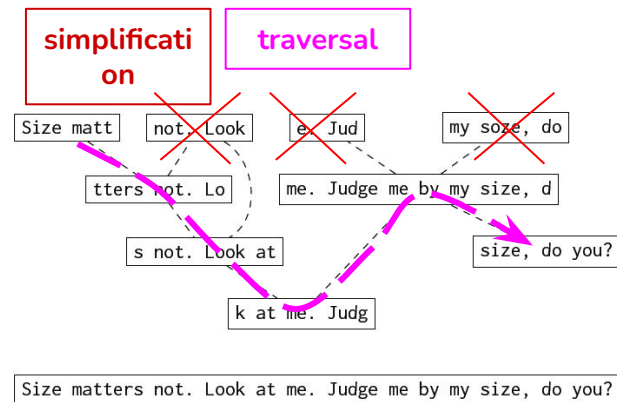 simplificati
on
traversal
Size matt
not. Look
e. Jud
my soze, do
tters not. Lo
me. Judge me by my size, d
s not. Look at
size, do you?
k at me. Judg
Size matters not. Look at me. Judge me by my size, do you?